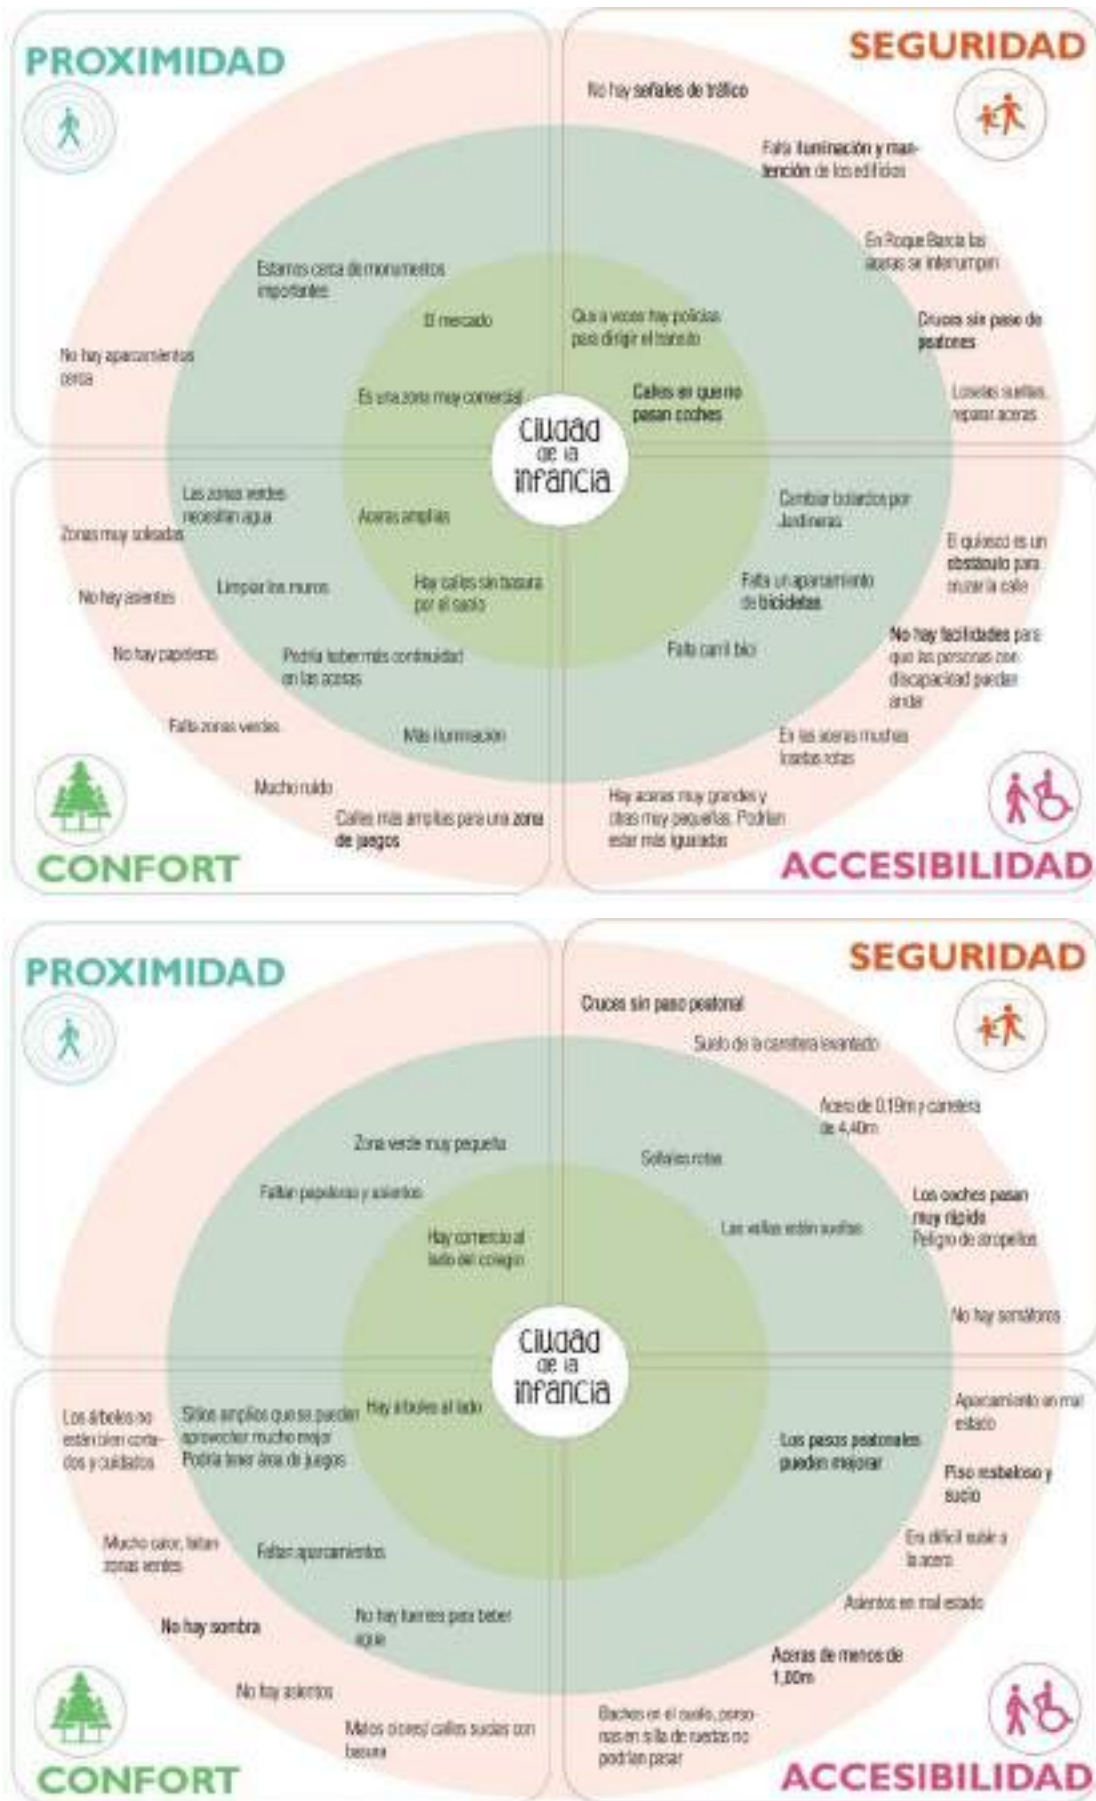 PROXIMIDAD
SEGURIDAD
No hay señales de tráfico
Falta iluminación y man-
tención de los edificios
En Roque Barcia las
aceras se interrumpen
Estamos cerca de monumentos
importantes
El mercado
Que a veces hay policías
para dirigir el transito
Cruces sin paso de
peatones
No hay aparcamientos
cerca
Es una zona muy comercial
Calles en que no
pasan coches
Losetas sueltas,
reparar aceras
ciudad
de la
infancia
Las zonas verdes
necesitan agua
Aceras amplias
Zonas muy soleadas
Cambiar bolardos por
Jardineras
El quiosco es un
obstáculo para
cruzar la calle
No hay asientos
Limpiar los muros
Hay calles sin basura
por el suelo
Falta un aparcamiento
de bicicletas
No hay papeleras
Podría haber más continuidad
en las aceras
Falta carril bici
No hay facilidades para
que las personas con
discapacidad puedan
andar
Falta zonas verdes
Más iluminación
En las aceras muchas
losetas rotas
Mucho ruido
Calles más amplias para una zona
de juegos
Hay aceras muy grandes y
otras muy pequeñas. Podrían
estar más igualadas
CONFORT
ACCESIBILIDAD
PROXIMIDAD
SEGURIDAD
Cruces sin paso peatonal
Suelo de la carretera levantado
Acera de 0,19m y carretera
de 4,40m
Zona verde muy pequeña
Señales rotas
Faltan papeleras y asientos
Los coches pasan
muy rápido
Peligro de atropellos
Las vallas están sueltas
Hay comercio al
lado del colegio
No hay semáforos
ciudad
de la
infancia
Los árboles no
están bien corta-
dos y cuidados
Sitios amplios que se pueden
aprovechar mucho mejor
Podría tener área de juegos
Hay árboles al lado
Aparcamiento en mal
estado
Los pasos peatonales
pueden mejorar
Piso resbaloso y
sucio
Mucho calor, faltan
zonas verdes
Faltan aparcamientos
Era difícil subir a
la acera
No hay sombra
No hay fuentes para beber
agua
Asientos en mal estado
Aceras de menos de
1,00m
No hay asientos
Malos olores/ calles sucias con
basura
Baches en el suelo, perso-
nas en silla de ruedas no
podrían pasar
CONFORT
ACCESIBILIDAD